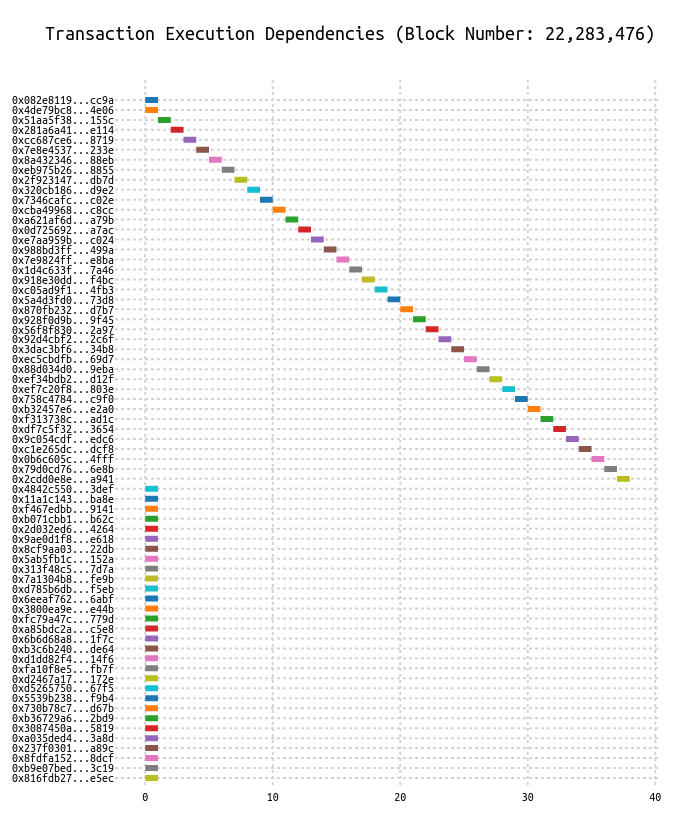 Transaction Execution Dependencies (Block Number: 22,283,476)
0x082e8119...cc9a
0x4de79bc8...4e06
0x51aa5f38...155c
0x281a6a41...e114
0xcc687ce6...8719
0x7e8e4537...233e
0x8a432346...88eb
0xeb975b26...8855
0x2f923147...db7d
0x320cb186...d9e2
0x7346cafc...c02e
0xcba49968...c8cc
0xa621af6d...a79b
0x0d725692...a7ac
0xe7aa959b...c024
0x988bd3ff...499a
0x7e9824ff...e8ba
0x1d4c633f...7a46
0x918e30dd...f4bc
0xc05ad9f1...4fb3
0x5a4d3fd0...73d8
0x870fb232...d7b7
0x928f0d9b...9f45
0x56f8f830...2a97
0x92d4cbf2...2c6f
0x3dac3bf6...34b8
0xec5cbdfb...69d7
0x88d034d0...9eba
0xef34bdb2...d12f
0xef7c20f8...803e
0x758c4784...c9f0
0xb32457e6...e2a0
0xf313738c...ad1c
0xdf7c5f32...3654
0x9c054cdf...edc6
0xc1e265dc...dcf8
0x0b6c605c...4fff
0x79d0cd76...6e8b
0x2cdd0e8e...a941
0x4842c550...3def
0x11a1c143...ba8e
0xf467edbb...9141
0xb071cbb1...b62c
0x2d032ed6...4264
0x9ae0d1f8...e618
0x8cf9aa03...22db
0x5ab5fb1c...152a
0x313f48c5...7d7a
0x7a1304b8...fe9b
0xd785b6db...f5eb
0x6eeaf762...6abf
0x3800ea9e...e44b
0xfc79a47c...779d
0xa85bdc2a...c5e8
0x6b6d68a8...1f7c
0xb3c6b240...de64
0xd1dd82f4...14f6
0xfa10f8e5...fb7f
0xd2467a17...172e
0xd5265750...67f5
0x5539b238...f9b4
0x730b78c7...d67b
0xb36729a6...2bd9
0x3087450a...5819
0xa035ded4...3a8d
0x237f0301...a89c
0x8fdfa152...8dcf
0xb9e07bed...3c19
0x816fdb27...e5ec
0 10 20 30 40